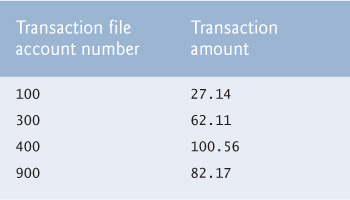 Transaction file account number Transaction amount
100 27.14
300 62.11
400 100.56
900 82.17